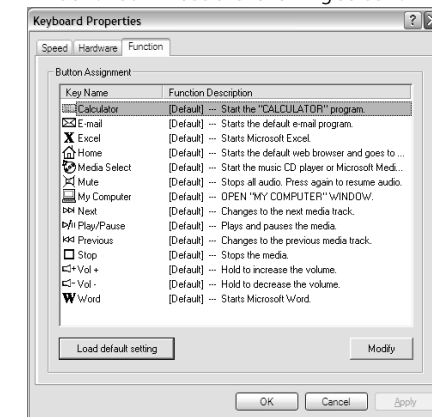 Keyboard Properties
Speed Hardware Function
Button Assignment
Key Name Function Description
Calculator [Default] --- Start the "CALCULATOR" program.
E-mail [Default] --- Starts the default e-mail program.
Excel [Default] --- Starts Microsoft Excel.
Home [Default] --- Starts the default web browser and goes to ...
Media Select [Default] --- Start the music CD player or Microsoft Medi...
Mute [Default] --- Stops all audio. Press again to resume audio.
My Computer [Default] --- OPEN "MY COMPUTER" WINDOW.
Next [Default] --- Changes to the next media track.
Play/Pause [Default] --- Plays and pauses the media.
Previous [Default] --- Changes to the previous media track.
Stop [Default] --- Stops the media.
Vol + [Default] --- Hold to increase the volume.
Vol - [Default] --- Hold to decrease the volume.
Word [Default] --- Starts Microsoft Word.
Load default setting Modify
OK Cancel Apply